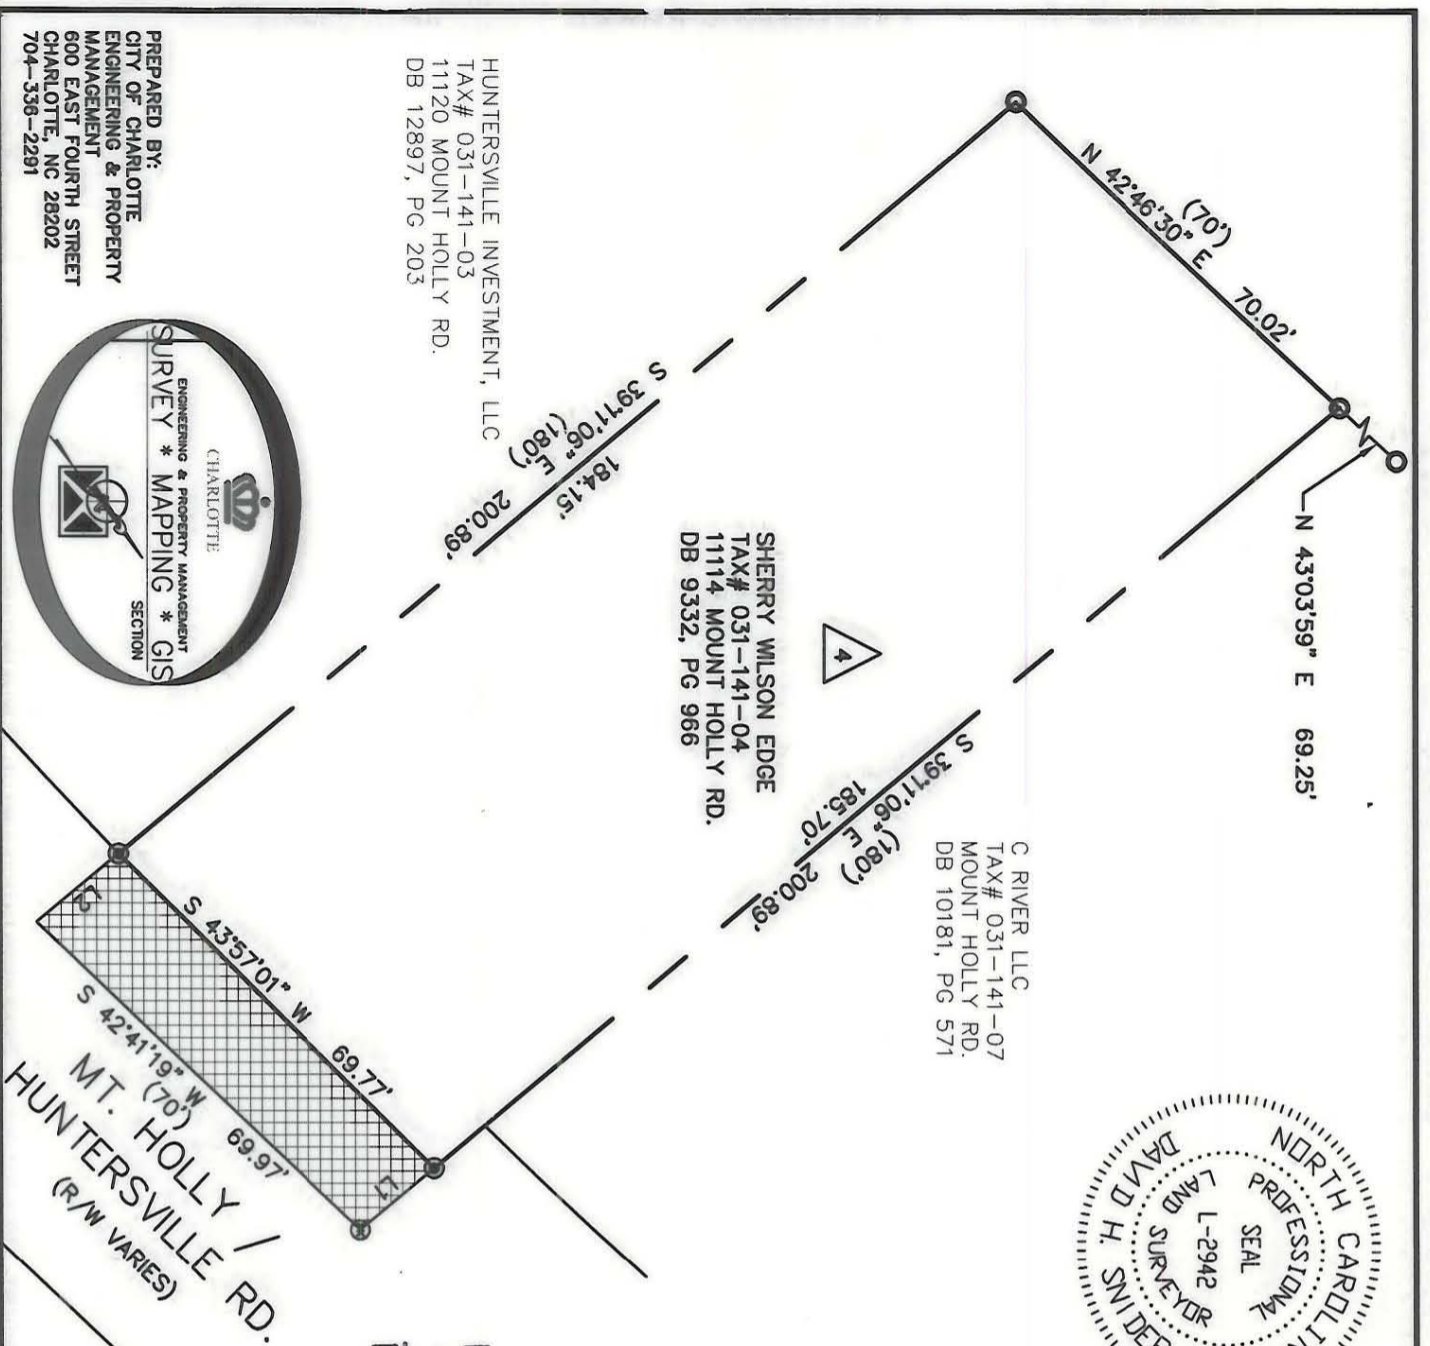 N 42°46'30" E 70.02'
(70')
N 43°03'59" E 69.25'
C RIVER LLC
TAX# 031-141-07
MOUNT HOLLY RD.
DB 10181, PG 571
NORTH CAROLIN
PROFESSIONAL
SEAL
L-2942
LAND SURVEYOR
DAVID H. SNIDER
S 39°11'06" E
(180')
185.70'
200.89'
4
SHERRY WILSON EDGE
TAX# 031-141-04
11114 MOUNT HOLLY RD.
DB 9332, PG 966
S 39°11'06" E
(180')
184.15'
200.89'
HUNTERSVILLE INVESTMENT, LLC
TAX# 031-141-03
11120 MOUNT HOLLY RD.
DB 12897, PG 203
S 43°57'01" W 69.77'
L1
L2
S 42°41'19" W 69.97'
(70')
MT. HOLLY /
HUNTERSVILLE RD.
(R/W VARIES)
PREPARED BY:
CITY OF CHARLOTTE
ENGINEERING & PROPERTY
MANAGEMENT
600 EAST FOURTH STREET
CHARLOTTE, NC 28202
704-336-2291
CHARLOTTE
ENGINEERING & PROPERTY MANAGEMENT
SURVEY * MAPPING * GIS
SECTION